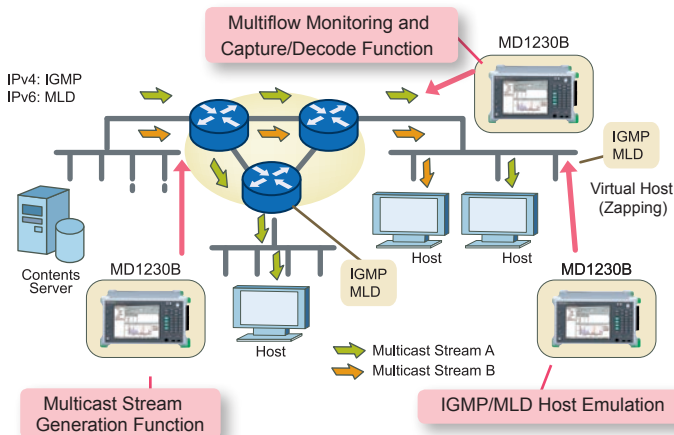 Multiflow Monitoring and
Capture/Decode Function
MD1230B
IPv4: IGMP
IPv6: MLD
IGMP
MLD
Virtual Host
(Zapping)
Host
Host
Contents
Server
MD1230B
IGMP
MLD
MD1230B
Host
Multicast Stream A
Multicast Stream B
Multicast Stream
Generation Function
IGMP/MLD Host Emulation